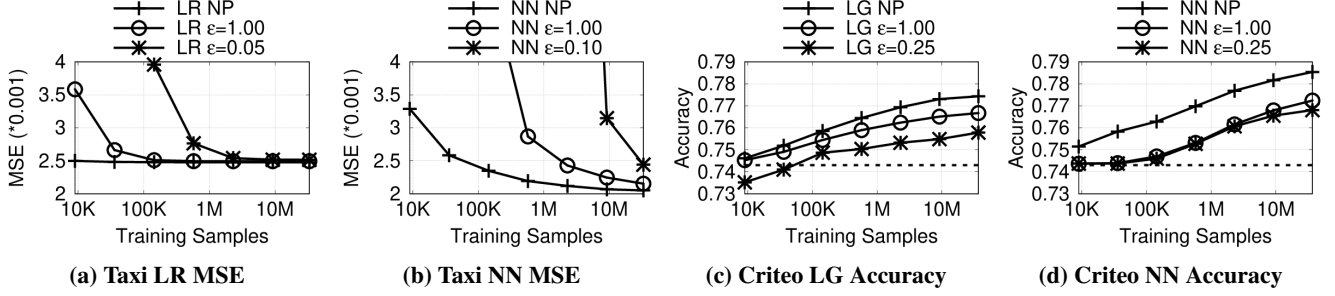 LR NP
LR ε=1.00
LR ε=0.05
MSE (*0.001)
4
3.5
3
2.5
2
10K 100K 1M 10M
Training Samples
(a) Taxi LR MSE
NN NP
NN ε=1.00
NN ε=0.10
MSE (*0.001)
4
3.5
3
2.5
2
10K 100K 1M 10M
Training Samples
(b) Taxi NN MSE
LG NP
LG ε=1.00
LG ε=0.25
Accuracy
0.79
0.78
0.77
0.76
0.75
0.74
0.73
10K 100K 1M 10M
Training Samples
(c) Criteo LG Accuracy
NN NP
NN ε=1.00
NN ε=0.25
Accuracy
0.79
0.78
0.77
0.76
0.75
0.74
0.73
10K 100K 1M 10M
Training Samples
(d) Criteo NN Accuracy